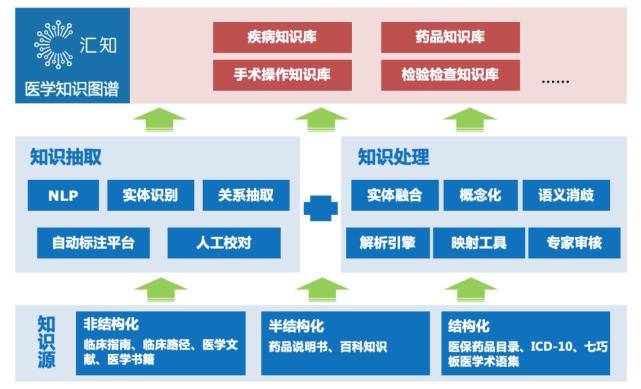 汇知
医学知识图谱
疾病知识库
药品知识库
手术操作知识库
检验检查知识库
......
知识抽取
NLP
实体识别
关系抽取
自动标注平台
人工校对
知识处理
实体融合
概念化
语义消歧
解析引擎
映射工具
专家审核
知识源
非结构化
临床指南、临床路径、医学文
献、医学书籍
半结构化
药品说明书、百科知识
结构化
医保药品目录、ICD-10、七巧
板医学术语集